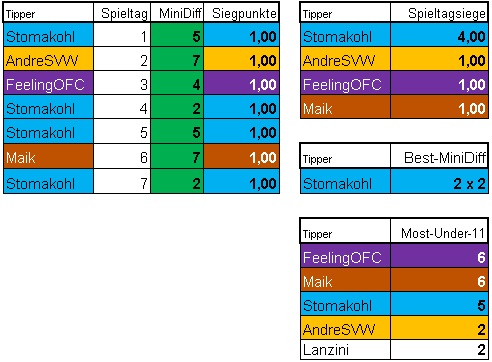 Tipper Spieltag MiniDiff Siegpunkte
Stomakohl 1 5 1,00
AndreSVW 2 7 1,00
FeelingOFC 3 4 1,00
Stomakohl 4 2 1,00
Stomakohl 5 5 1,00
Maik 6 7 1,00
Stomakohl 7 2 1,00
Tipper Spieltagsiege
Stomakohl 4,00
AndreSVW 1,00
FeelingOFC 1,00
Maik 1,00
Tipper Best-MiniDiff
Stomakohl 2 x 2
Tipper Most-Under-11
FeelingOFC 6
Maik 6
Stomakohl 5
AndreSVW 2
Lanzini 2